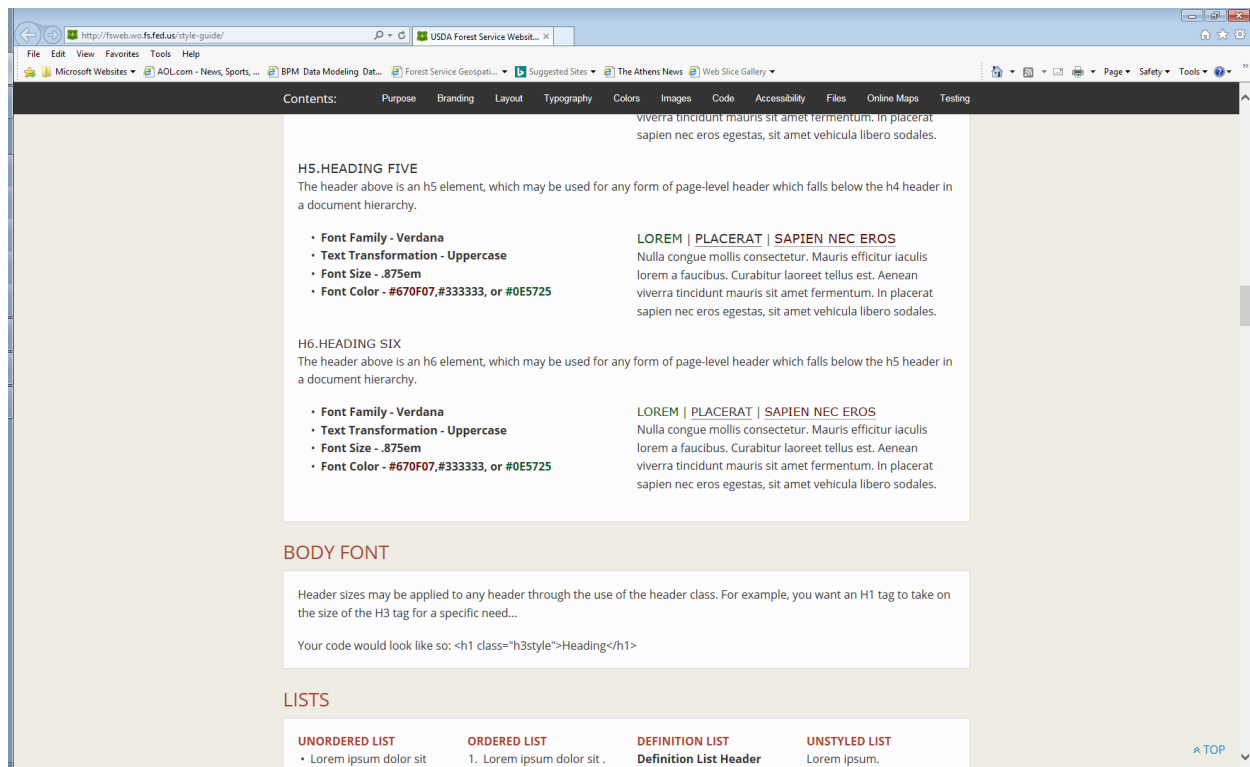 http://fsweb.wo.fs.fed.us/style-guide/
USDA Forest Service Websit...
File Edit View Favorites Tools Help
Microsoft Websites
AOL.com - News, Sports, ...
BPM Data Modeling Dat...
Forest Service Geospati...
Suggested Sites
The Athens News
Web Slice Gallery
Page Safety Tools
Contents: Purpose Branding Layout Typography Colors Images Code Accessibility Files Online Maps Testing
viverra tincidunt mauris sit amet fermentum. In placerat
sapien nec eros egestas, sit amet vehicula libero sodales.
H5.HEADING FIVE
The header above is an h5 element, which may be used for any form of page-level header which falls below the h4 header in
a document hierarchy.
• Font Family - Verdana
• Text Transformation - Uppercase
• Font Size - .875em
• Font Color - #670F07,#333333, or #0E5725
LOREM | PLACERAT | SAPIEN NEC EROS
Nulla congue mollis consectetur. Mauris efficitur iaculis
lorem a faucibus. Curabitur laoreet tellus est. Aenean
viverra tincidunt mauris sit amet fermentum. In placerat
sapien nec eros egestas, sit amet vehicula libero sodales.
H6.HEADING SIX
The header above is an h6 element, which may be used for any form of page-level header which falls below the h5 header in
a document hierarchy.
• Font Family - Verdana
• Text Transformation - Uppercase
• Font Size - .875em
• Font Color - #670F07,#333333, or #0E5725
LOREM | PLACERAT | SAPIEN NEC EROS
Nulla congue mollis consectetur. Mauris efficitur iaculis
lorem a faucibus. Curabitur laoreet tellus est. Aenean
viverra tincidunt mauris sit amet fermentum. In placerat
sapien nec eros egestas, sit amet vehicula libero sodales.
BODY FONT
Header sizes may be applied to any header through the use of the header class. For example, you want an H1 tag to take on
the size of the H3 tag for a specific need...
Your code would look like so: <h1 class="h3style">Heading</h1>
LISTS
UNORDERED LIST
• Lorem ipsum dolor sit
ORDERED LIST
1. Lorem ipsum dolor sit .
DEFINITION LIST
Definition List Header
UNSTYLED LIST
Lorem ipsum.
TOP